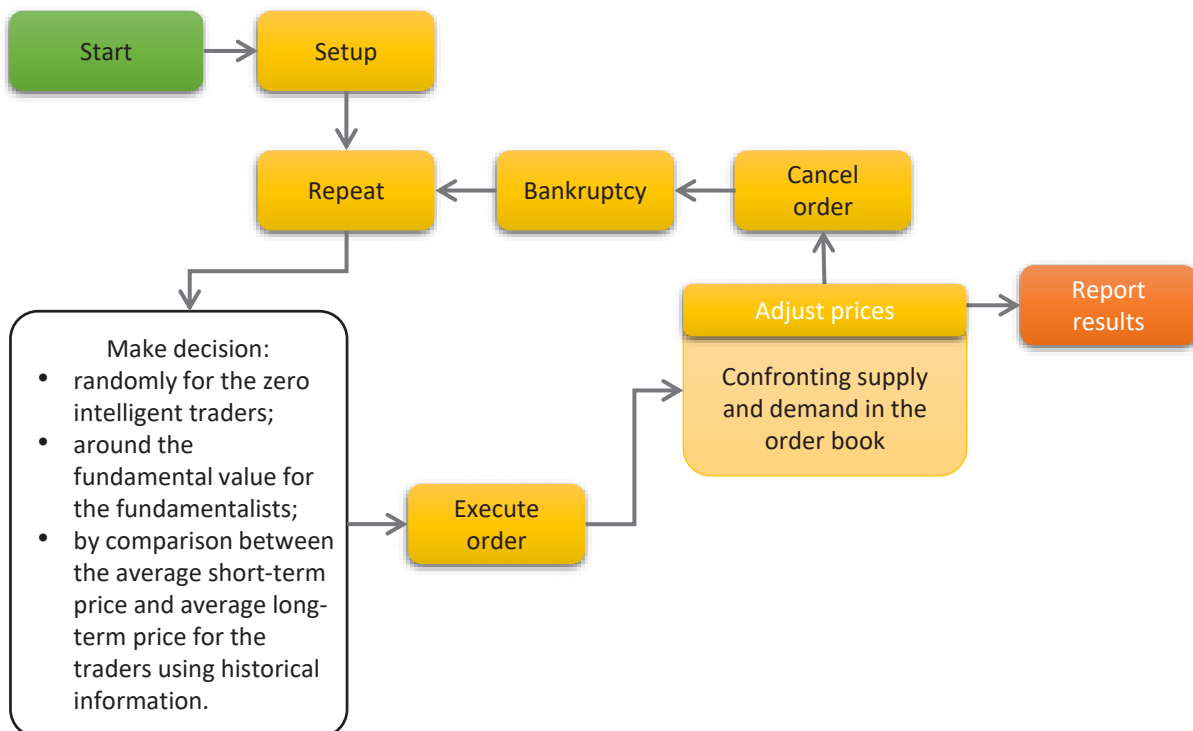 Start
Setup
Repeat
Bankruptcy
Cancel
order
Adjust prices
Report
results
Confronting supply
and demand in the
order book
Make decision:
• randomly for the zero
intelligent traders;
• around the
fundamental value for
the fundamentalists;
• by comparison between
the average short-term
price and average long-
term price for the
traders using historical
information.
Execute
order